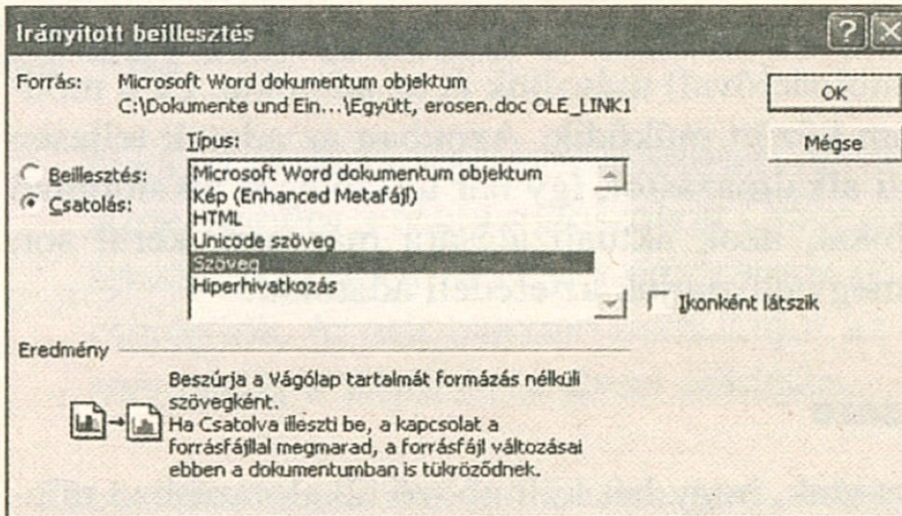 Irányított beillesztés
Forrás: Microsoft Word dokumentum objektum
C:\Dokumente und Ein...\Együtt, erosen.doc OLE_LINK1
OK
Mégse
Típus:
Beillesztés:
Csatolás:
Microsoft Word dokumentum objektum
Kép (Enhanced Metafájl)
HTML
Unicode szöveg
Szöveg
Hiperhivatkozás
Ikonként látszik
Eredmény
Beszúrja a Vágólap tartalmát formázás nélküli
szövegként.
Ha Csatolva illeszti be, a kapcsolat a
forrásfájllal megmarad, a forrásfájl változásai
ebben a dokumentumban is tükröződnek.